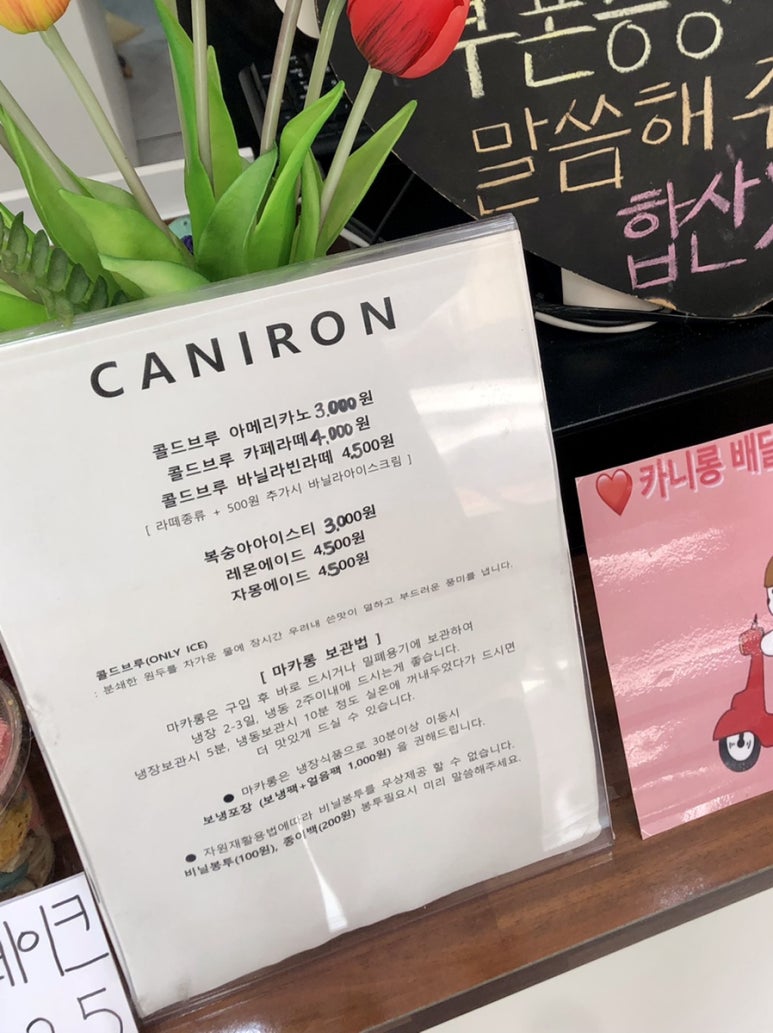 말씀해
합산
CANIRON
콜드브루 아메리카노 3.000원
콜드브루 카페라떼 4.000원
콜드브루 바닐라빈라떼 4.500원
[ 라떼종류 + 500원 추가시 바닐라아이스크림 ]
복숭아아이스티 3.000원
레몬에이드 4.500원
자몽에이드 4.500원
콜드브루(ONLY ICE)
: 분쇄한 원두를 차가운 물에 장시간 우려내 쓴맛이 덜하고 부드러운 풍미를 냅니다.
[ 마카롱 보관법 ]
마카롱은 구입 후 바로 드시거나 밀폐용기에 보관하여
냉장 2-3일, 냉동 2주이내에 드시는게 좋습니다.
냉장보관시 5분, 냉동보관시 10분 정도 실온에 꺼내두었다가 드시면
더 맛있게 드실 수 있습니다.
● 마카롱은 냉장식품으로 30분이상 이동시
보냉포장 (보냉팩+얼음팩 1,000원) 을 권해드립니다.
● 자원재활용법에따라 비닐봉투를 무상제공 할 수 없습니다.
비닐봉투(100원), 종이백(200원) 봉투필요시 미리 말씀해주세요.
❤ 카니롱 배달